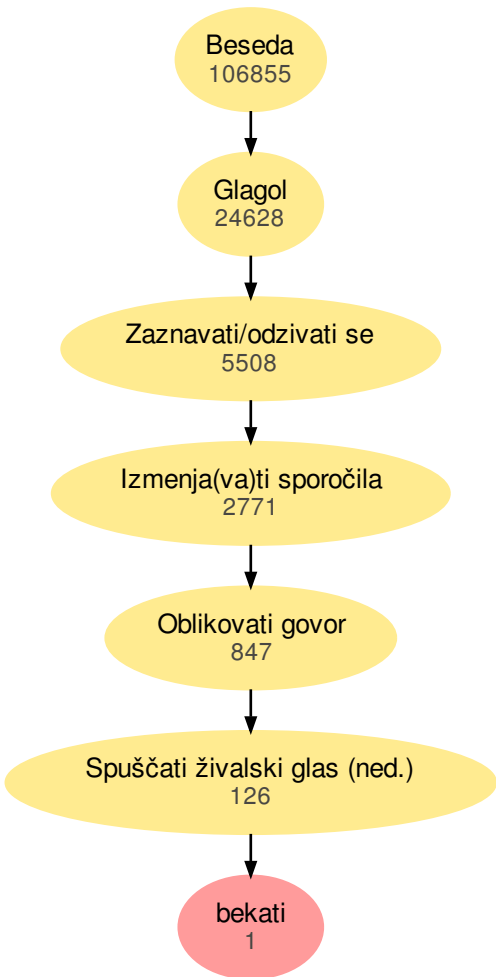 Beseda
106855
Glagol
24628
Zaznavati/odzivati se
5508
Izmenja(va)ti sporočila
2771
Oblikovati govor
847
Spuščati živalski glas (ned.)
126
bekati
1